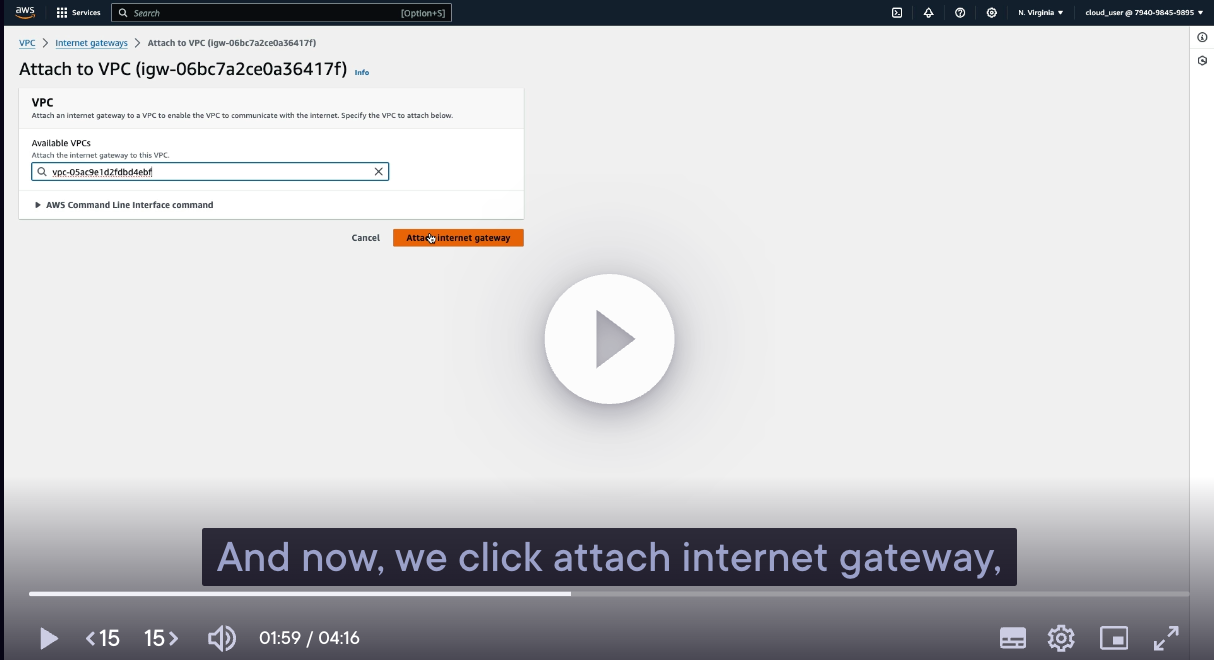 aws Services Search [Option+S] N. Virginia cloud_user @ 7940-9845-9895
VPC Internet gateways Attach to VPC (igw-06bc7a2ce0a36417f)
Attach to VPC (igw-06bc7a2ce0a36417f) Info
VPC
Attach an internet gateway to a VPC to enable the VPC to communicate with the internet. Specify the VPC to attach below.
Available VPCs
Attach the internet gateway to this VPC.
vpc-05ac9e1d2fdbd4ebf
AWS Command Line Interface command
Cancel Attach internet gateway
And now, we click attach internet gateway,
15 15 01:59 / 04:16